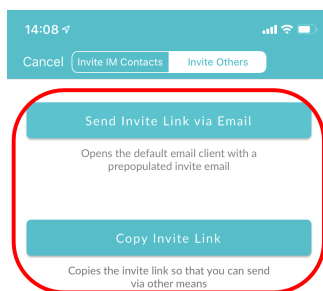 14:08
Cancel Invite IM Contacts Invite Others
Send Invite Link via Email
Opens the default email client with a
prepopulated invite email
Copy Invite Link
Copies the invite link so that you can send
via other means